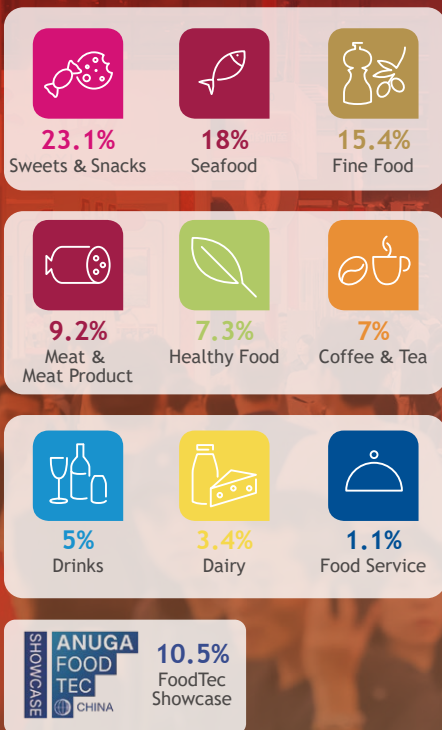 23.1%
Sweets & Snacks
18%
Seafood
15.4%
Fine Food
9.2%
Meat &
Meat Product
7.3%
Healthy Food
7%
Coffee & Tea
5%
Drinks
3.4%
Dairy
1.1%
Food Service
SHOWCASE
ANUGA
FOOD
TEC
CHINA
10.5%
FoodTec
Showcase